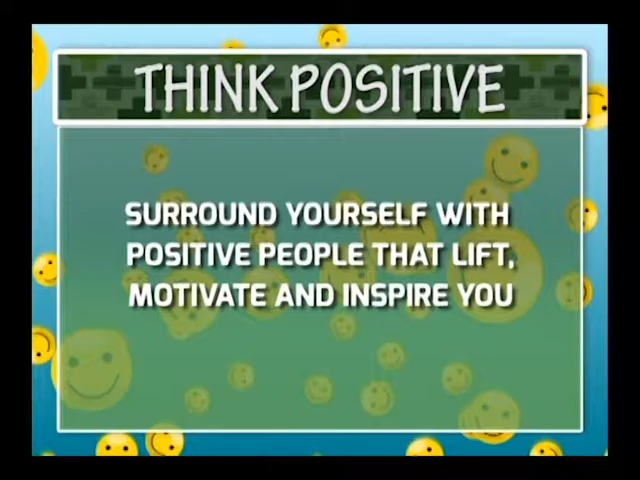 THINK POSITIVE
SURROUND YOURSELF WITH
POSITIVE PEOPLE THAT LIFT,
MOTIVATE AND INSPIRE YOU